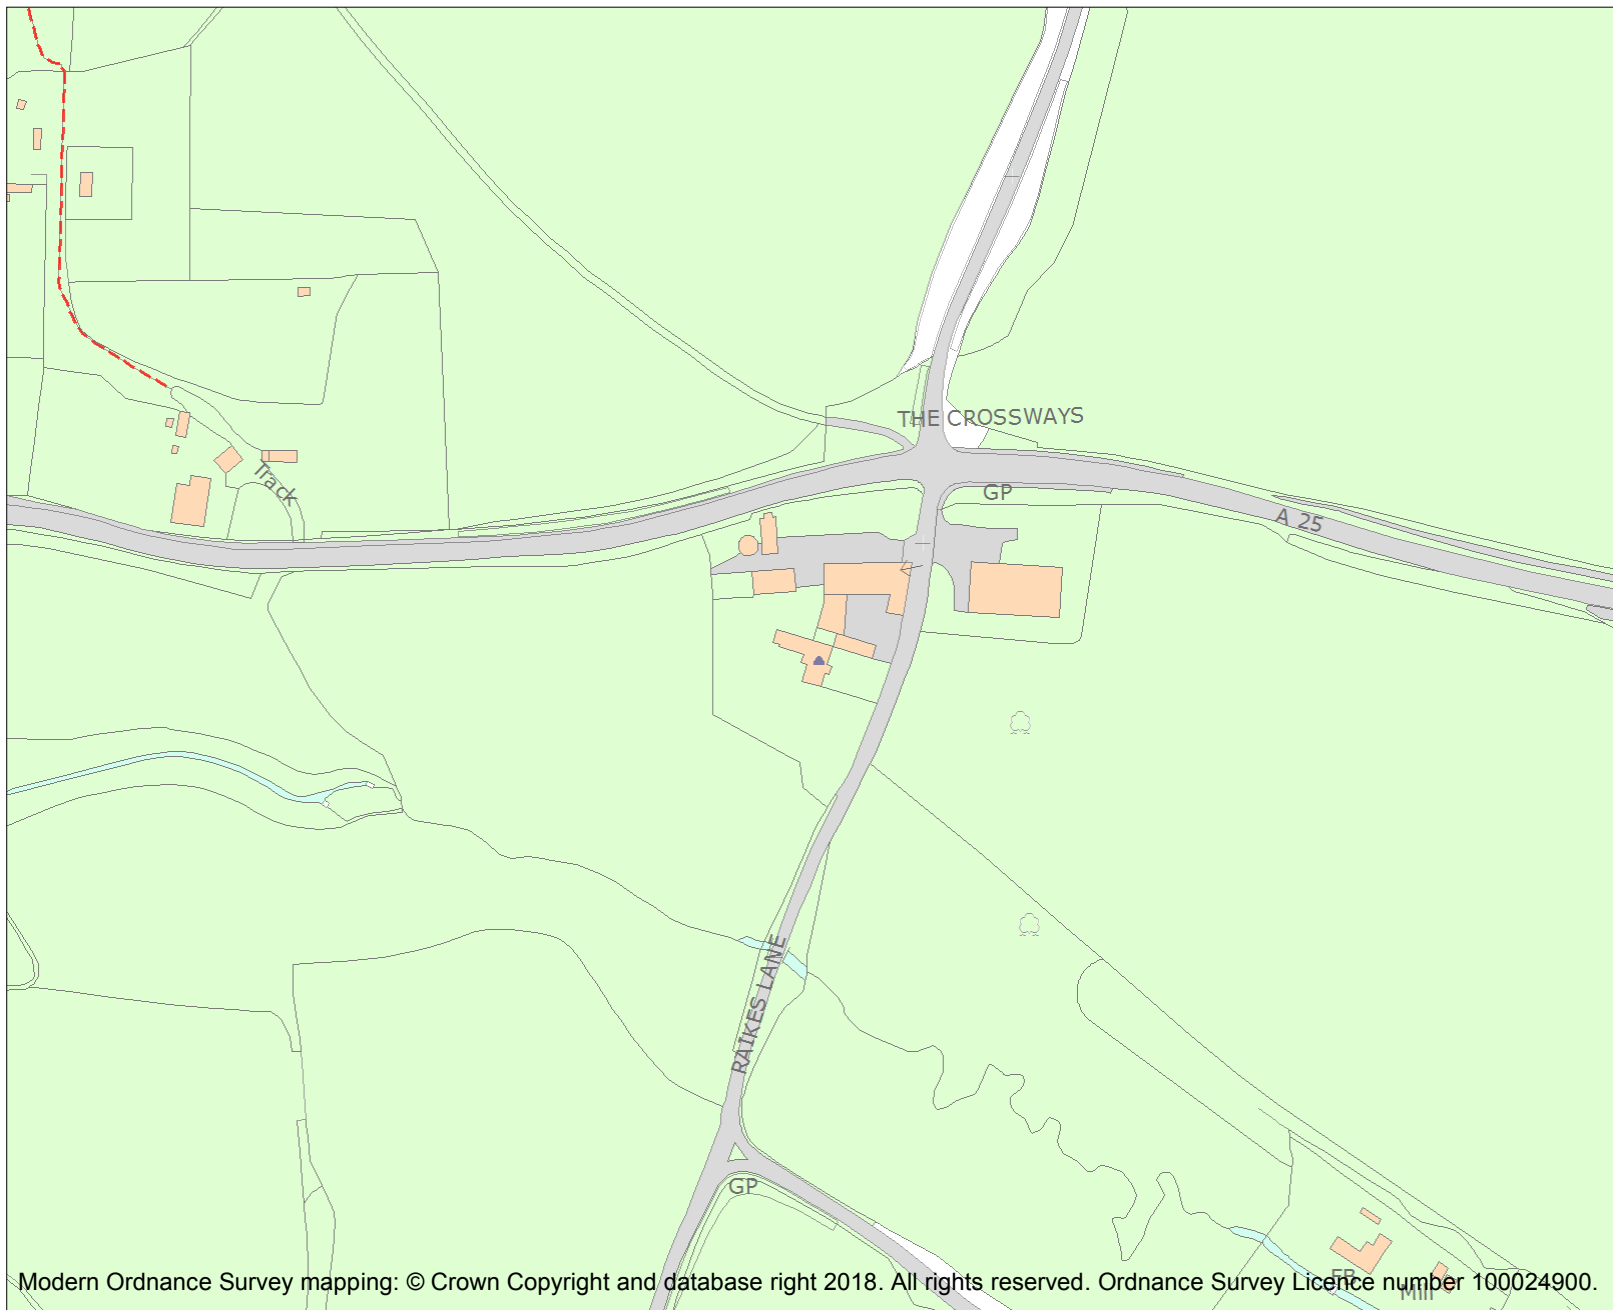 THE CROSSWAYS
Track
GP
A 25
RAIKES LANE
GP
FB
Mill
Modern Ordnance Survey mapping: © Crown Copyright and database right 2018. All rights reserved. Ordnance Survey Licence number 100024900.